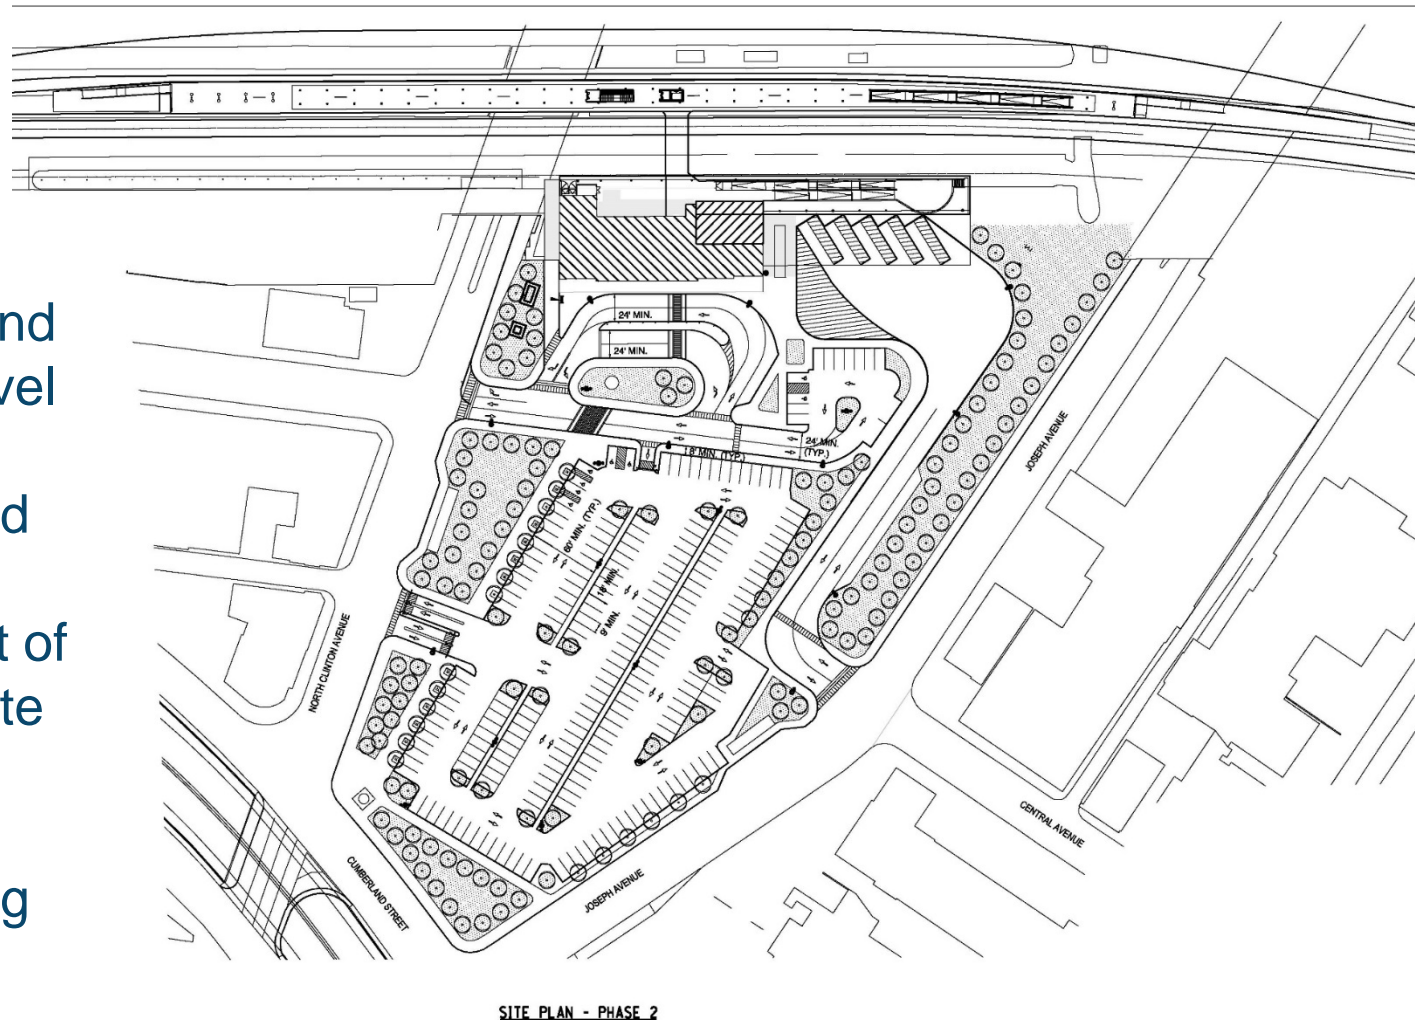 nd
vel
d
t of
te
g
24' MIN.
24' MIN.
24' MIN.
(TYP.)
18' MIN. (TYP.)
60' MIN. (TYP.)
18' MIN.
9' MIN.
JOSEPH AVENUE
NORTH CLINTON AVENUE
CENTRAL AVENUE
CUMBERLAND STREET
JOSEPH AVENUE
SITE PLAN - PHASE 2